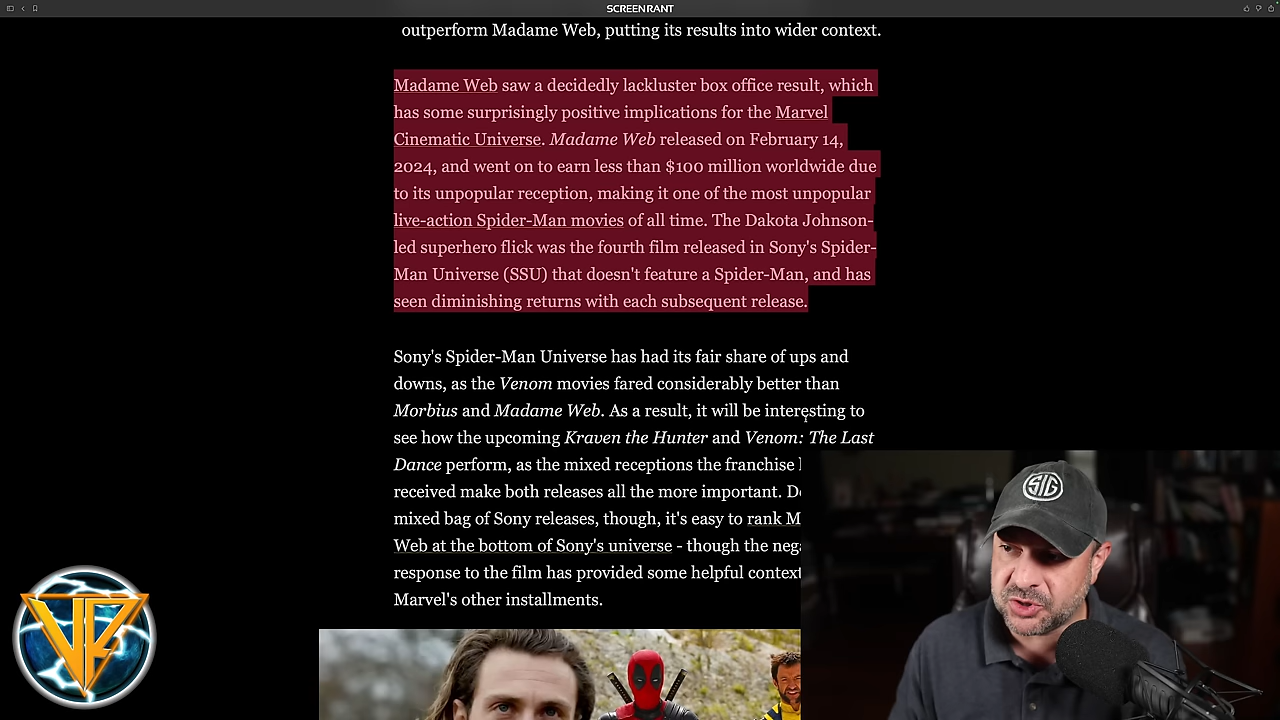 SCREENRANT
outperform Madame Web, putting its results into wider context.
Madame Web saw a decidedly lackluster box office result, which
has some surprisingly positive implications for the Marvel
Cinematic Universe. Madame Web released on February 14,
2024, and went on to earn less than $100 million worldwide due
to its unpopular reception, making it one of the most unpopular
live-action Spider-Man movies of all time. The Dakota Johnson-
led superhero flick was the fourth film released in Sony's Spider-
Man Universe (SSU) that doesn't feature a Spider-Man, and has
seen diminishing returns with each subsequent release.
Sony's Spider-Man Universe has had its fair share of ups and
downs, as the Venom movies fared considerably better than
Morbius and Madame Web. As a result, it will be interesting to
see how the upcoming Kraven the Hunter and Venom: The Last
Dance perform, as the mixed receptions the franchise
received make both releases all the more important.
mixed bag of Sony releases, though, it's easy to rank
Web at the bottom of Sony's universe - though the
response to the film has provided some helpful context
Marvel's other installments.
SIG
VR